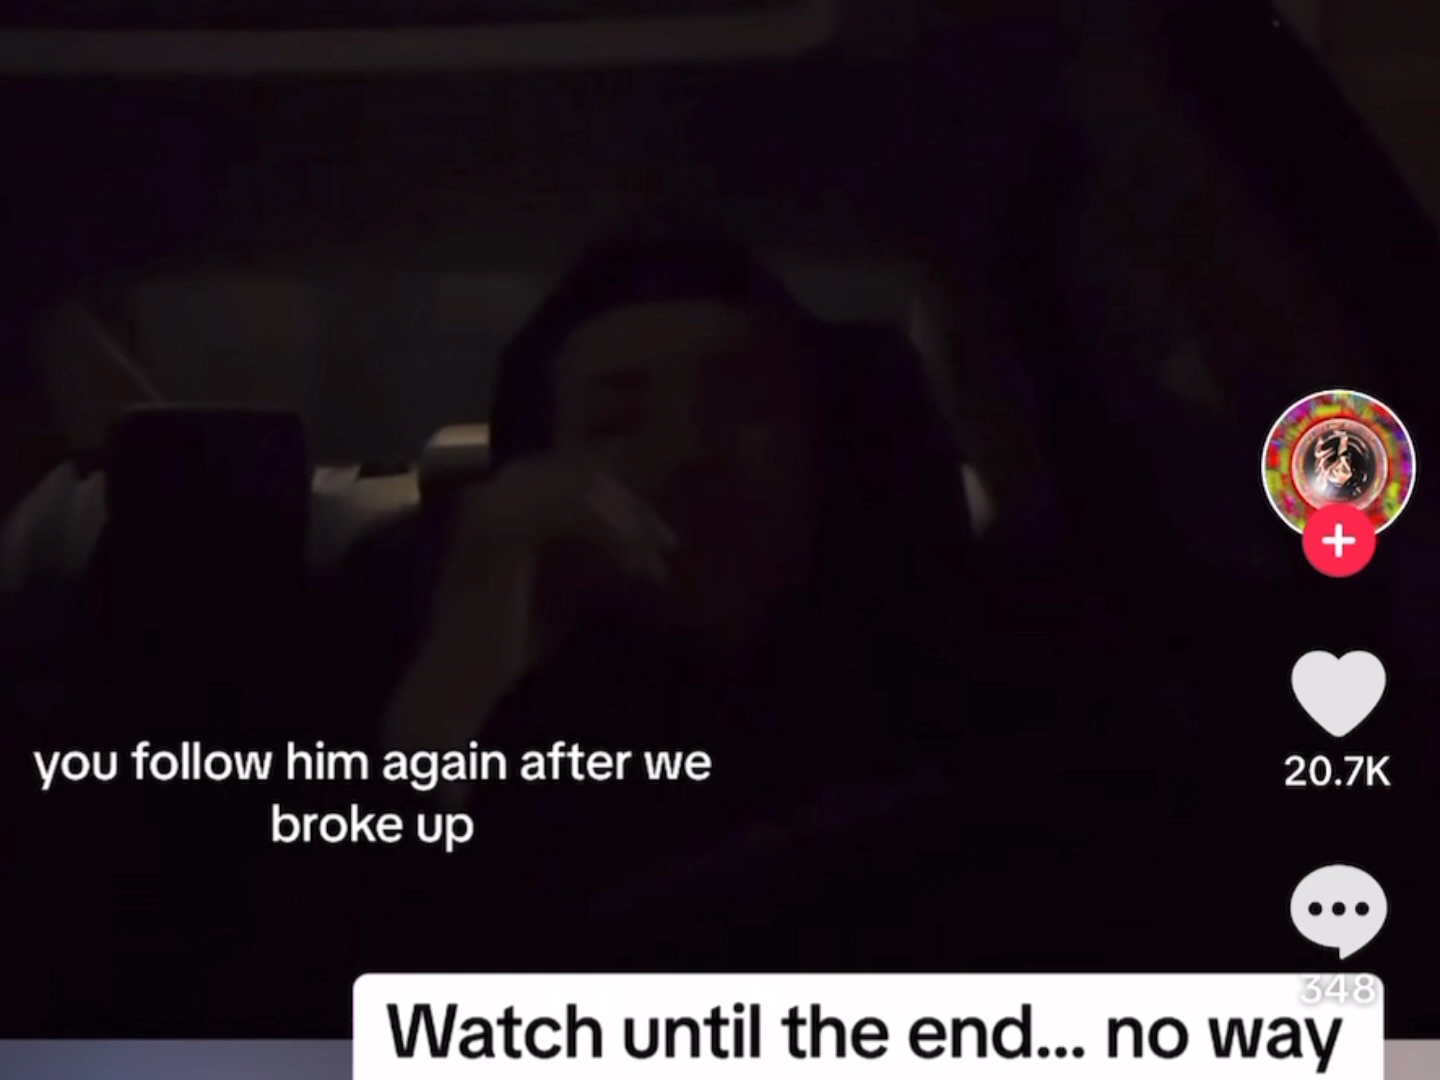 you follow him again after we
broke up
20.7K
348
Watch until the end... no way